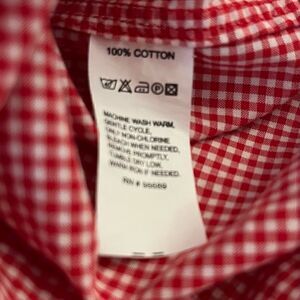 100% COTTON
MACHINE WASH WARM,
GENTLE CYCLE,
ONLY NON-CHLORINE
BLEACH WHEN NEEDED,
REMOVE PROMPTLY,
TUMBLE DRY LOW.
WARM IRON IF NEEDED.
RN #